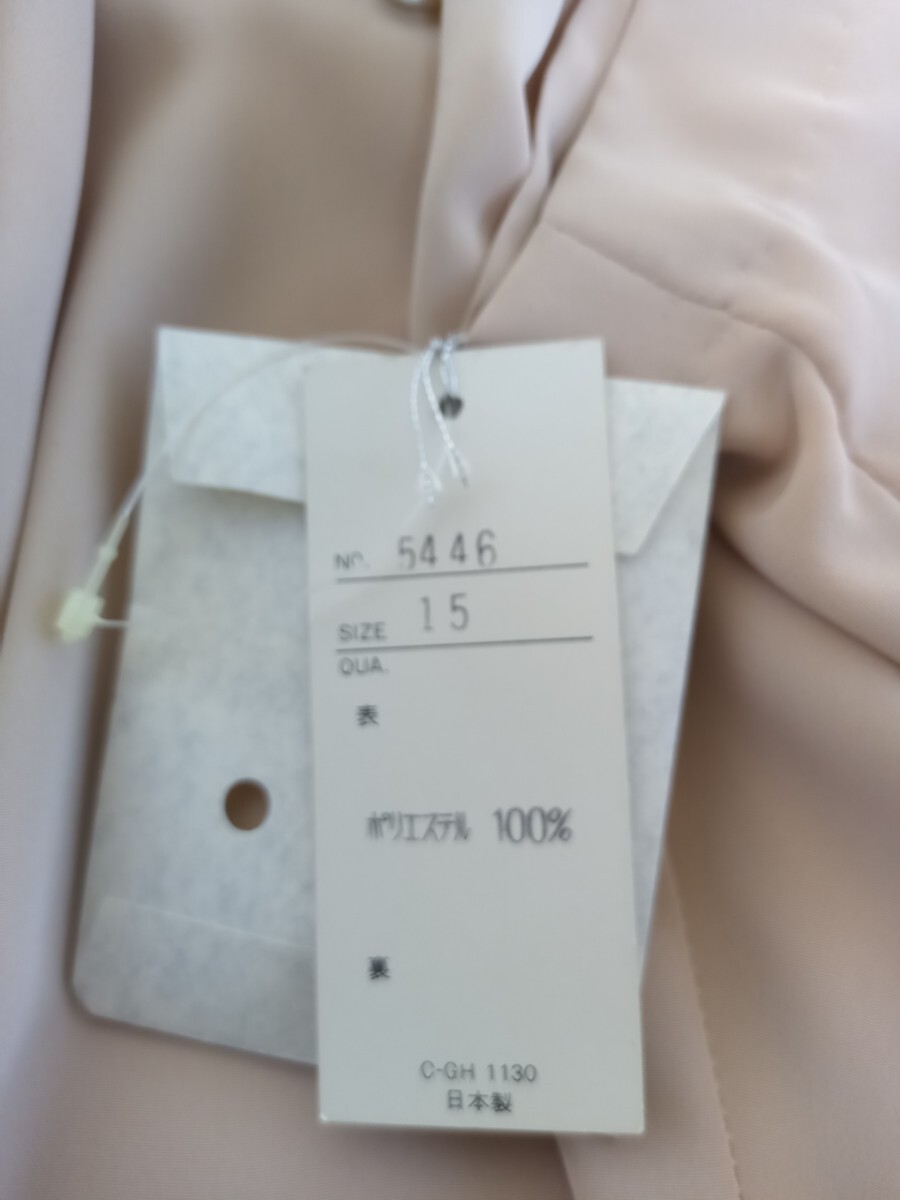 NO. 5446
SIZE 15
QUA.
表
ポリエステル 100%
裏
C-GH 1130
日本製